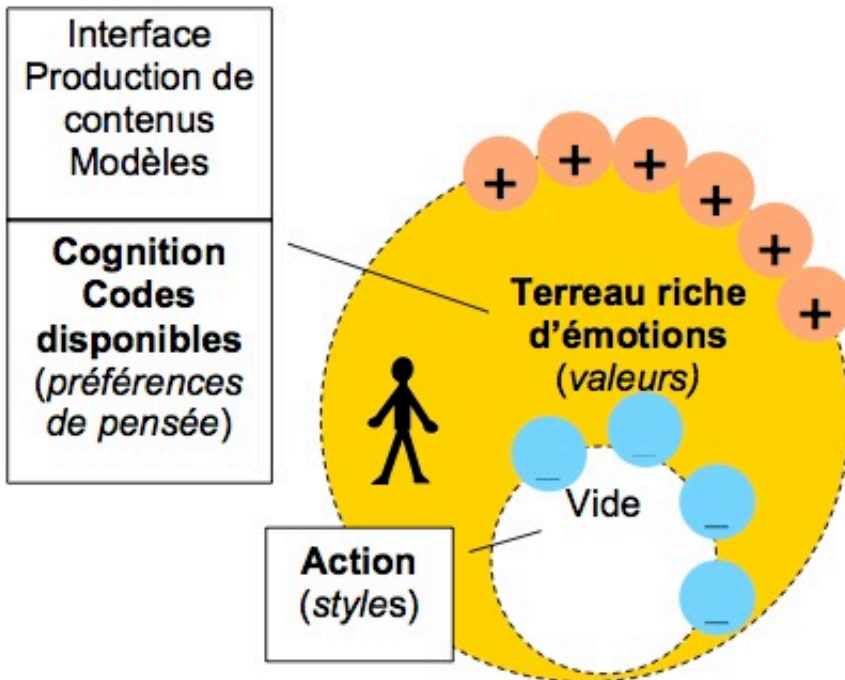 Interface
Production de
contenus
Modèles
Cognition
Codes
disponibles
(préférences
de pensée)
+
+
+
+
+
+
Terreau riche
d'émotions
(valeurs)
_
_
_
_
Vide
Action
(styles)